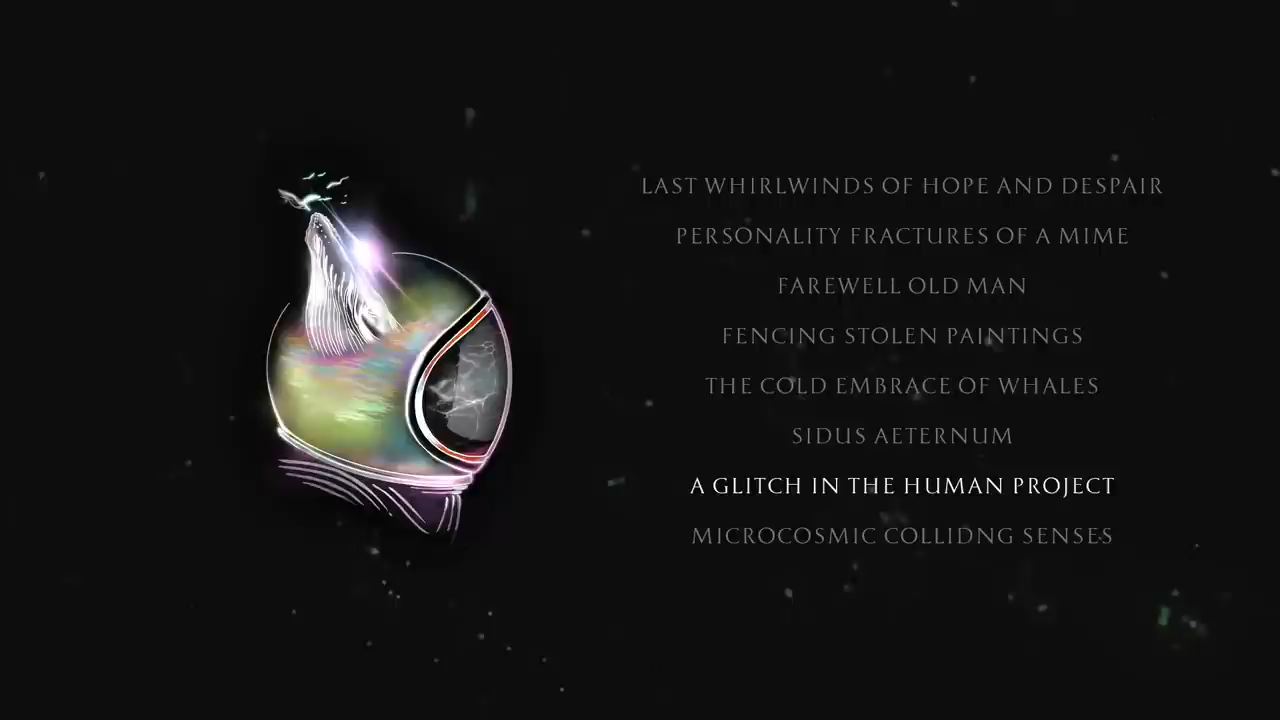 LAST WHIRLWINDS OF HOPE AND DESPAIR
PERSONALITY FRACTURES OF A MIME
FAREWELL OLD MAN
FENCING STOLEN PAINTINGS
THE COLD EMBRACE OF WHALES
SIDUS AETERNUM
A GLITCH IN THE HUMAN PROJECT
MICROCOSMIC COLLIDNG SENSES